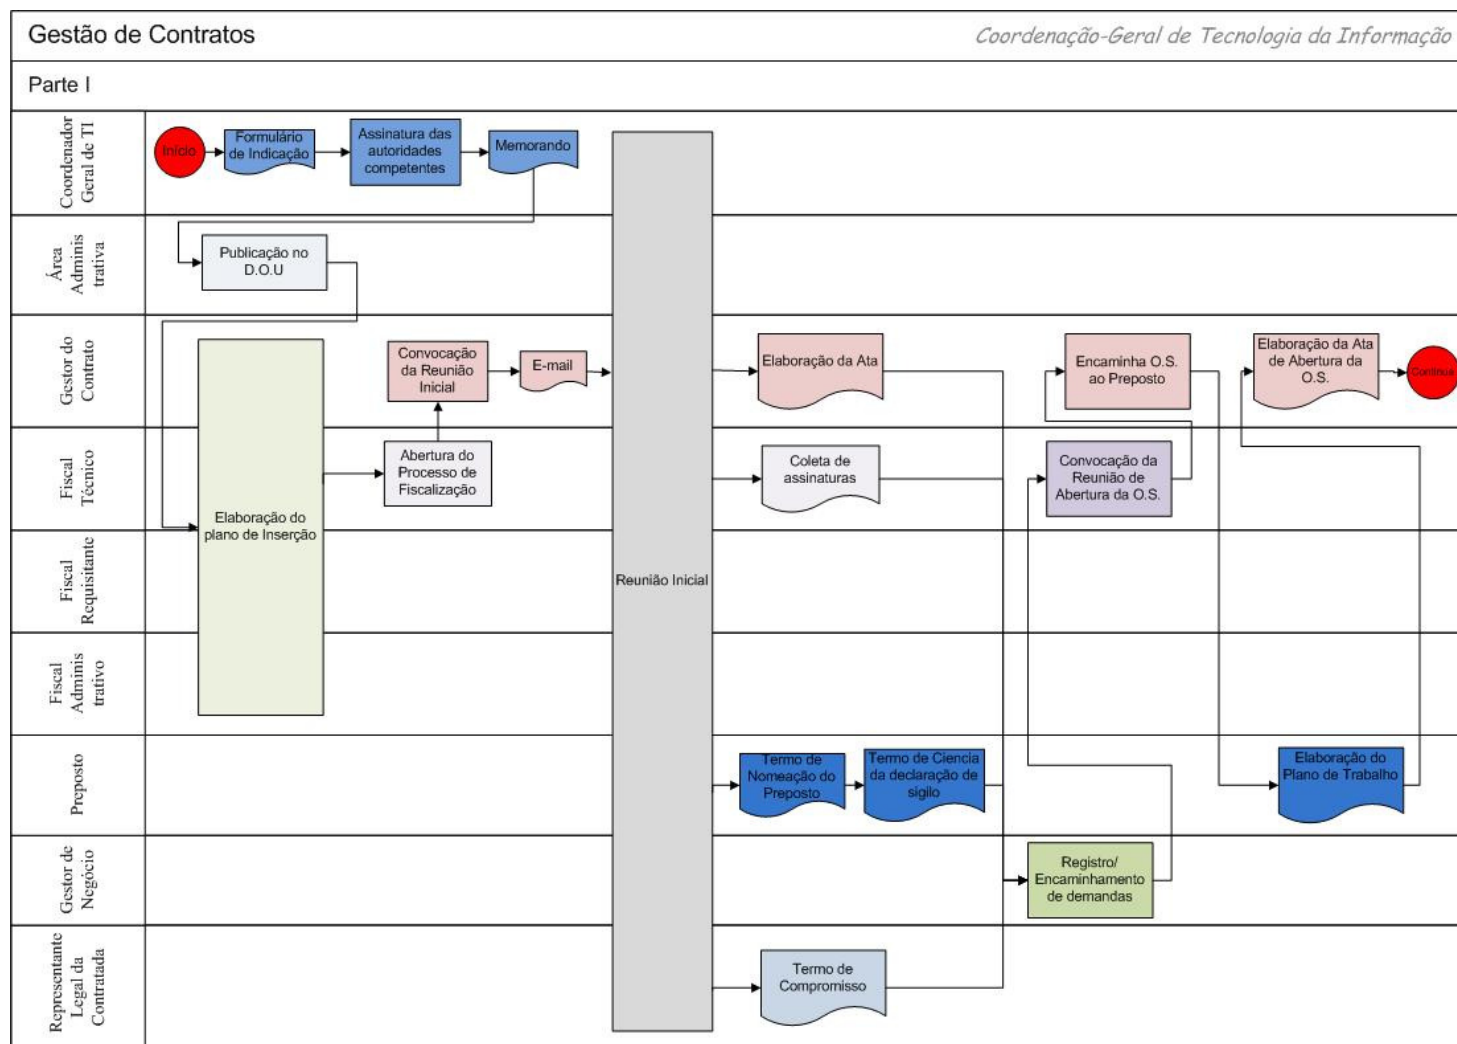 Gestão de Contratos
Coordenação-Geral de Tecnologia da Informação
Parte I
Coordenador
Geral de TI
Início
Formulário
de Indicação
Assinatura das
autoridades
competentes
Memorando
Área
Adminis
trativa
Publicação no
D.O.U
Gestor do
Contrato
Convocação
da Reunião
Inicial
E-mail
Elaboração da Ata
Encaminha O.S.
ao Preposto
Elaboração da Ata
de Abertura da
O.S.
Continua
Fiscal
Técnico
Abertura do
Processo de
Fiscalização
Coleta de
assinaturas
Convocação da
Reunião de
Abertura da O.S.
Elaboração do
plano de Inserção
Fiscal
Requisitante
Reunião Inicial
Fiscal
Adminis
trativo
Preposto
Termo de
Nomeação do
Preposto
Termo de Ciencia
da declaração de
sigilo
Elaboração do
Plano de Trabalho
Gestor de
Negócio
Registro/
Encaminhamento
de demandas
Representante
Legal da
Contratada
Termo de
Compromisso